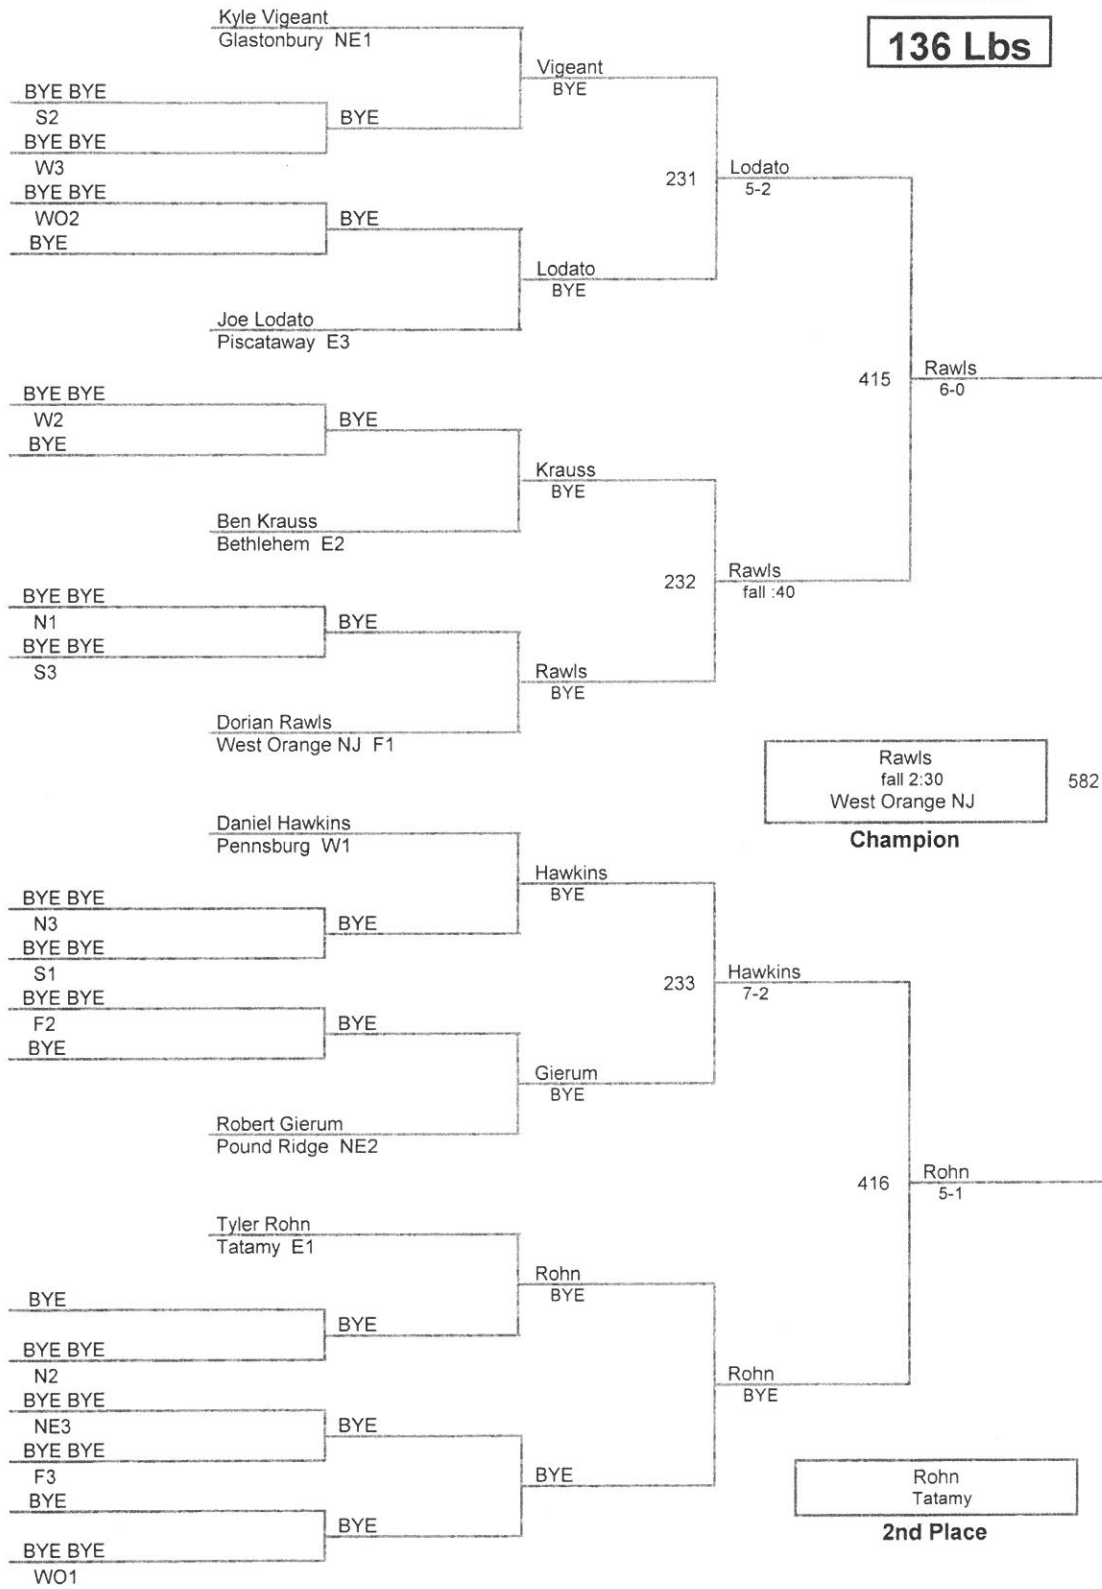 136 Lbs
Kyle Vigeant
Glastonbury NE1
Vigeant
BYE
BYE BYE
S2
BYE
BYE BYE
W3
231
Lodato
5-2
BYE BYE
WO2
BYE
BYE
Lodato
BYE
Joe Lodato
Piscataway E3
415
Rawls
6-0
BYE BYE
W2
BYE
BYE
Krauss
BYE
Ben Krauss
Bethlehem E2
232
Rawls
fall :40
BYE BYE
N1
BYE
BYE BYE
S3
Rawls
BYE
Dorian Rawls
West Orange NJ F1
Rawls
fall 2:30
West Orange NJ
582
Champion
Daniel Hawkins
Pennsburg W1
Hawkins
BYE
BYE BYE
N3
BYE
BYE BYE
S1
233
Hawkins
7-2
BYE BYE
F2
BYE
BYE
Gierum
BYE
Robert Gierum
Pound Ridge NE2
416
Rohn
5-1
Tyler Rohn
Tatamy E1
Rohn
BYE
BYE
BYE
BYE BYE
N2
Rohn
BYE
BYE BYE
NE3
BYE
BYE BYE
F3
BYE
BYE
BYE
BYE BYE
WO1
Rohn
Tatamy
2nd Place